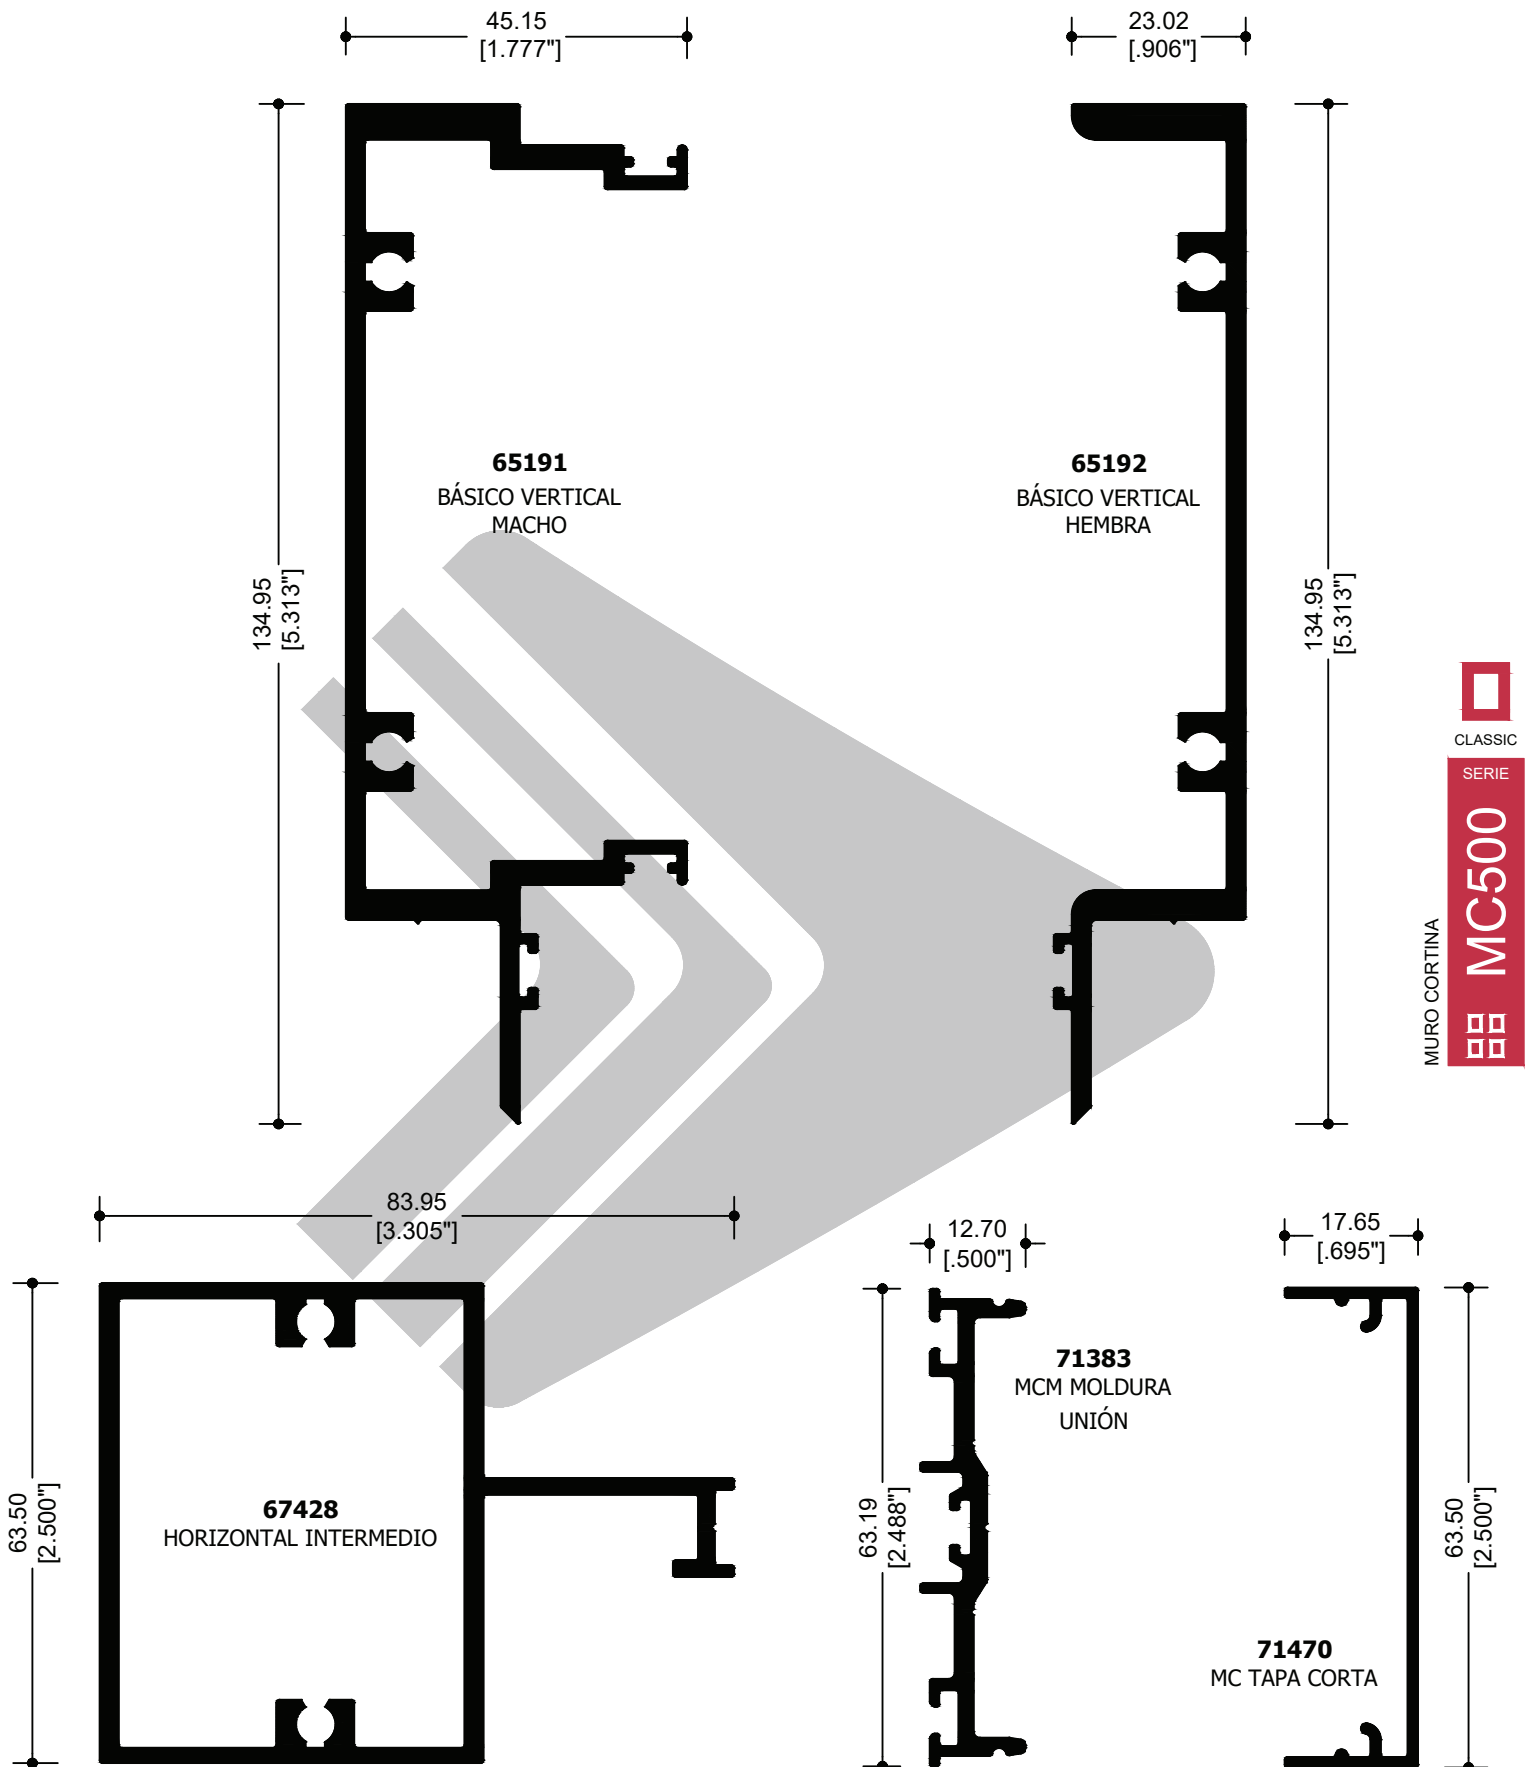 45.15
[1.777"]
23.02
[.906"]
65191
BÁSICO VERTICAL
MACHO
65192
BÁSICO VERTICAL
HEMBRA
134.95
[5.313"]
134.95
[5.313"]
CLASSIC
SERIE
MC500
MURO CORTINA
83.95
[3.305"]
12.70
[.500"]
17.65
[.695"]
71383
MCM MOLDURA
UNIÓN
67428
HORIZONTAL INTERMEDIO
63.50
[2.500"]
63.19
[2.488"]
63.50
[2.500"]
71470
MC TAPA CORTA